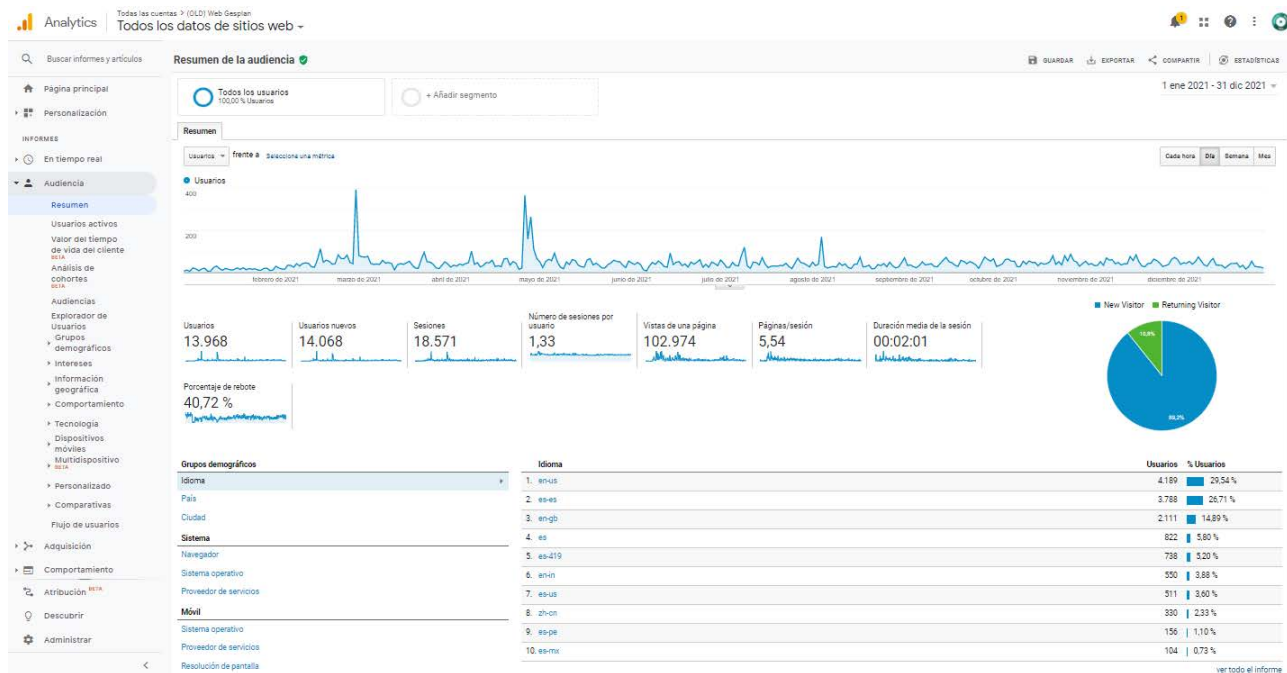 Analytics
Todas las cuentas > (OLD) Web Gesplan
Todos los datos de sitios web
1
Buscar informes y artículos
Página principal
Personalización
INFORMES
En tiempo real
Audiencia
Resumen
Usuarios activos
Valor del tiempo
de vida del cliente
BETA
Análisis de
cohortes
BETA
Audiencias
Explorador de
Usuarios
Grupos
demográficos
Intereses
Información
geográfica
Comportamiento
Tecnología
Dispositivos
móviles
Multidispositivo
BETA
Personalizado
Comparativas
Flujo de usuarios
Adquisición
Comportamiento
Atribución BETA
Descubrir
Administrar
Resumen de la audiencia
GUARDAR EXPORTAR COMPARTIR ESTADÍSTICAS
Todos los usuarios
100,00 % Usuarios
+ Añadir segmento
1 ene 2021 - 31 dic 2021
Resumen
Usuarios frente a Seleccione una métrica
Cada hora Día Semana Mes
Usuarios
400
200
febrero de 2021 marzo de 2021 abril de 2021 mayo de 2021 junio de 2021 julio de 2021 agosto de 2021 septiembre de 2021 octubre de 2021 noviembre de 2021 diciembre de 2021
New Visitor Returning Visitor
Usuarios
13.968
Usuarios nuevos
14.068
Sesiones
18.571
Número de sesiones por
usuario
1,33
Vistas de una página
102.974
Páginas/sesión
5,54
Duración media de la sesión
00:02:01
Porcentaje de rebote
40,72 %
Grupos demográficos
Idioma
País
Ciudad
Sistema
Navegador
Sistema operativo
Proveedor de servicios
Móvil
Sistema operativo
Proveedor de servicios
Resolución de pantalla
Idioma Usuarios % Usuarios
1. en-us 4.189 29,54 %
2. es-es 3.788 26,71 %
3. en-gb 2.111 14,89 %
4. es 822 5,80 %
5. es-419 738 5,20 %
6. en-in 550 3,88 %
7. es-us 511 3,60 %
8. zh-cn 330 2,33 %
9. es-pe 156 1,10 %
10. es-mx 104 0,73 %
ver todo el informe